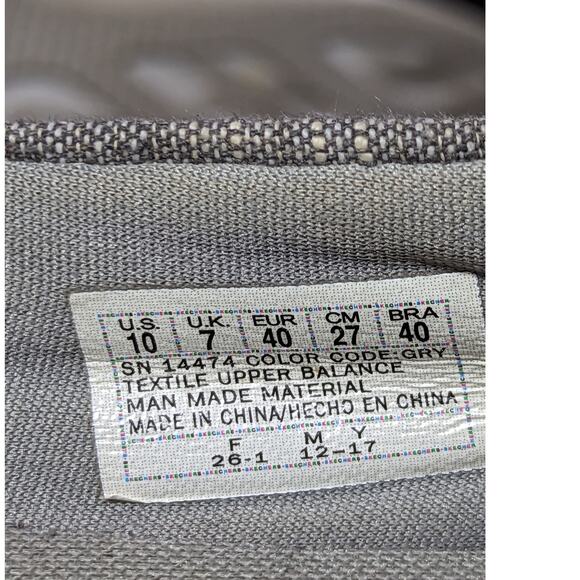 U.S. U.K. EUR CM BRA
10 7 40 27 40
SN 14474 COLOR CODE:GRY
TEXTILE UPPER BALANCE
MAN MADE MATERIAL
MADE IN CHINA/HECHO EN CHINA
F M Y
26-1 12-17